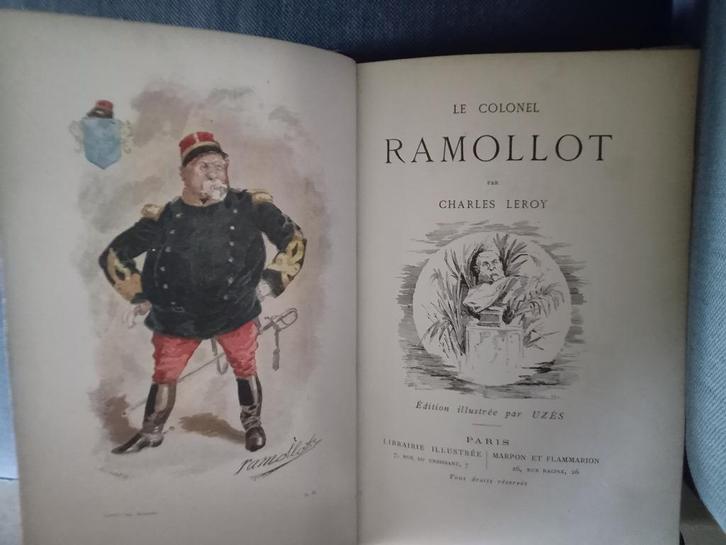 ramollot
LE COLONEL
RAMOLLOT
PAR
CHARLES LEROY
Édition illustrée par UZÈS
PARIS
LIBRAIRIE ILLUSTRÉE
7, RUE DU CROISSANT, 7
MARPON ET FLAMMARION
26, RUE RACINE, 26
Tous droits réservés